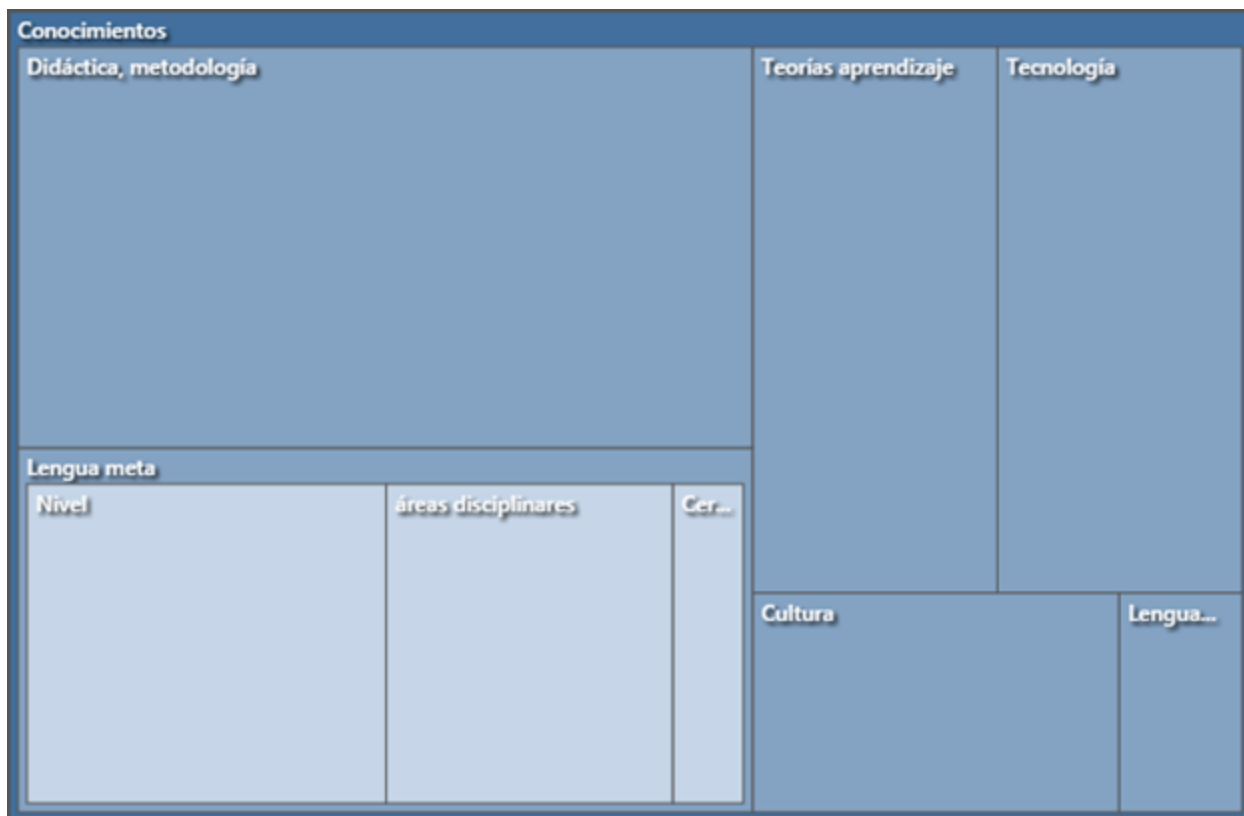 Conocimientos
Didáctica, metodología
Teorías aprendizaje
Tecnología
Lengua meta
Nivel
áreas disciplinares
Cer...
Cultura
Lengua...